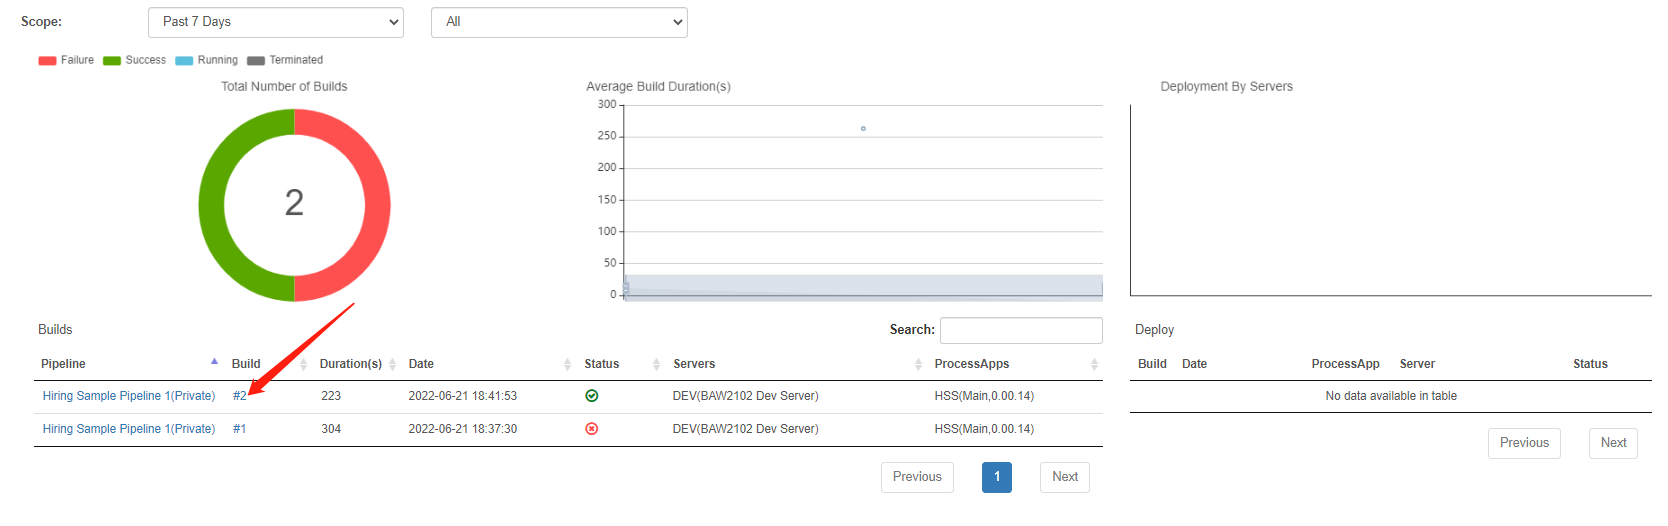 Scope: Past 7 Days All
Failure Success Running Terminated
Total Number of Builds
2
Average Build Duration(s)
300
250
200
150
100
50
0
Deployment By Servers
Builds Search:
Pipeline Build Duration(s) Date Status Servers ProcessApps
Hiring Sample Pipeline 1(Private) #2 223 2022-06-21 18:41:53 DEV(BAW2102 Dev Server) HSS(Main,0.00.14)
Hiring Sample Pipeline 1(Private) #1 304 2022-06-21 18:37:30 DEV(BAW2102 Dev Server) HSS(Main,0.00.14)
Previous 1 Next
Deploy
Build Date ProcessApp Server Status
No data available in table
Previous Next